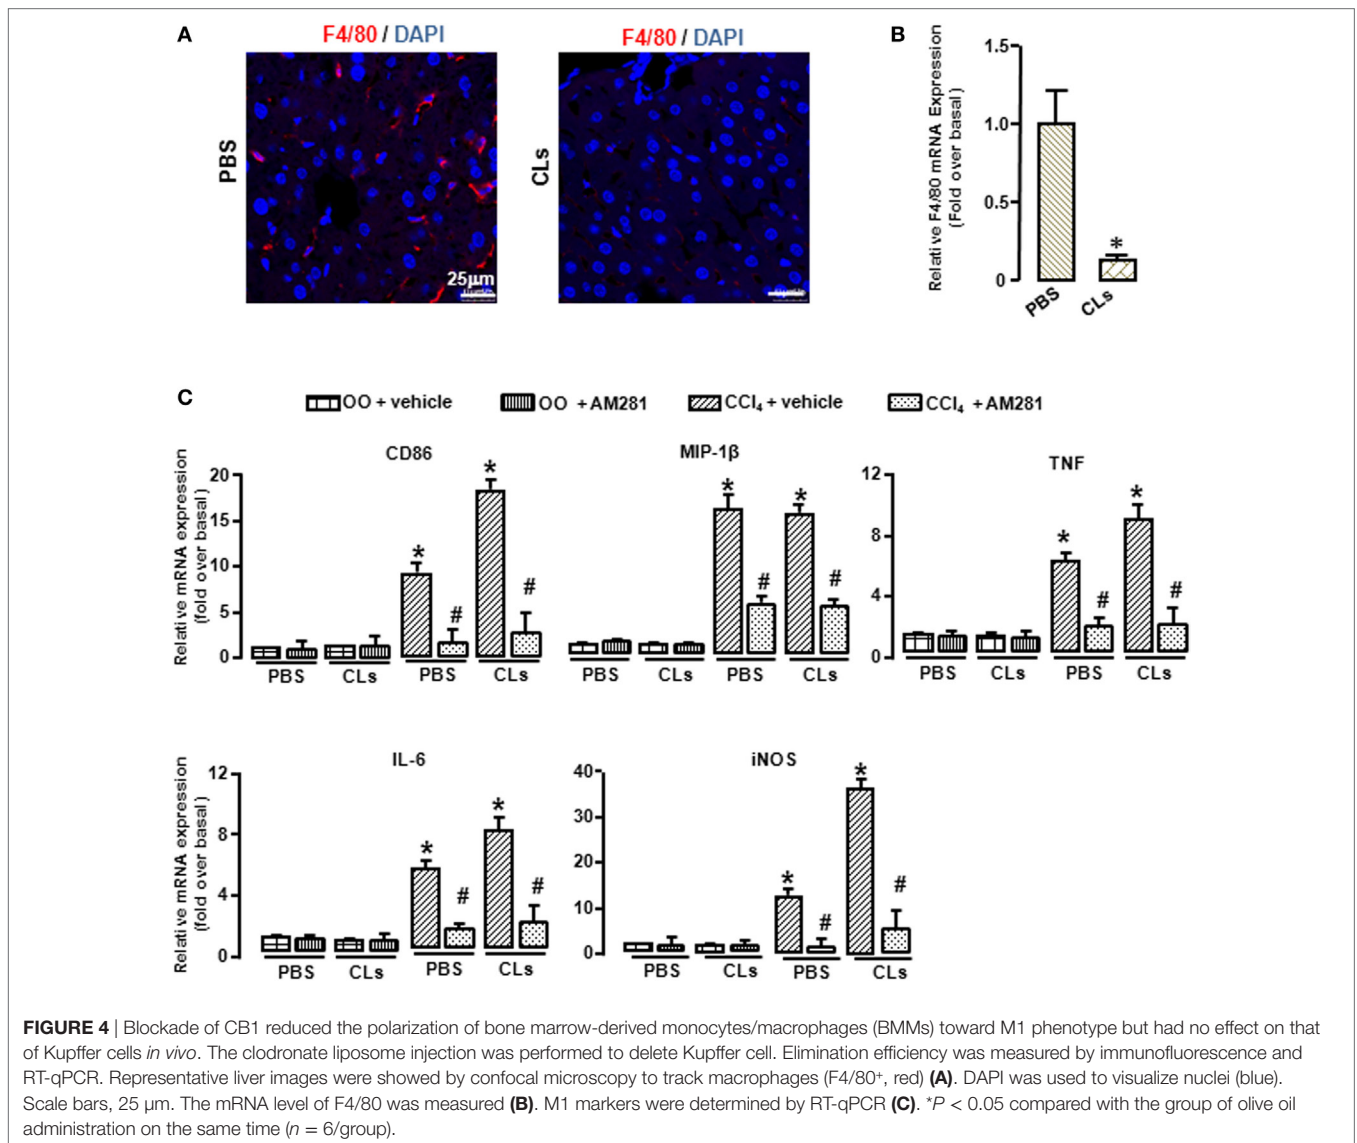 A
F4/80 / DAPI
F4/80 / DAPI
PBS
25µm
CLs
B
Relative F4/80 mRNA Expression
(Fold over basal)
1.5
1.0
0.5
0
*
PBS
CLs
C
OO + vehicle
OO + AM281
CCl4 + vehicle
CCl4 + AM281
CD86
Relative mRNA expression
(fold over basal)
20
15
10
5
0
*
#
*
#
PBS
CLs
PBS
CLs
MIP-1β
*
#
*
#
PBS
CLs
PBS
CLs
TNF
12
8
4
0
*
#
*
#
PBS
CLs
PBS
CLs
IL-6
Relative mRNA expression
(fold over basal)
12
8
4
0
*
#
*
#
PBS
CLs
PBS
CLs
iNOS
40
30
20
10
0
*
#
*
#
PBS
CLs
PBS
CLs
FIGURE 4 | Blockade of CB1 reduced the polarization of bone marrow-derived monocytes/macrophages (BMMs) toward M1 phenotype but had no effect on that
of Kupffer cells in vivo. The clodronate liposome injection was performed to delete Kupffer cell. Elimination efficiency was measured by immunofluorescence and
RT-qPCR. Representative liver images were showed by confocal microscopy to track macrophages (F4/80⁺, red) (A). DAPI was used to visualize nuclei (blue).
Scale bars, 25 µm. The mRNA level of F4/80 was measured (B). M1 markers were determined by RT-qPCR (C). *P < 0.05 compared with the group of olive oil
administration on the same time (n = 6/group).